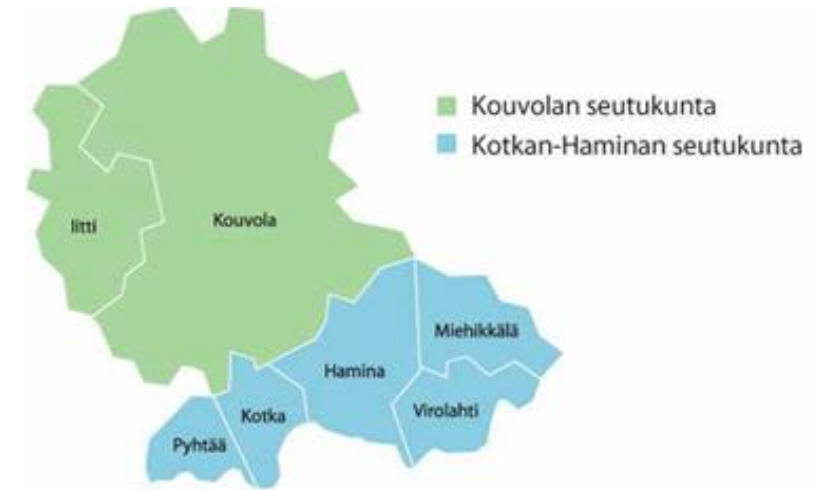 Kouvolan seutukunta
Kotkan-Haminan seutukunta
Iitti
Kouvola
Miehikkälä
Hamina
Virolahti
Kotka
Pyhtää